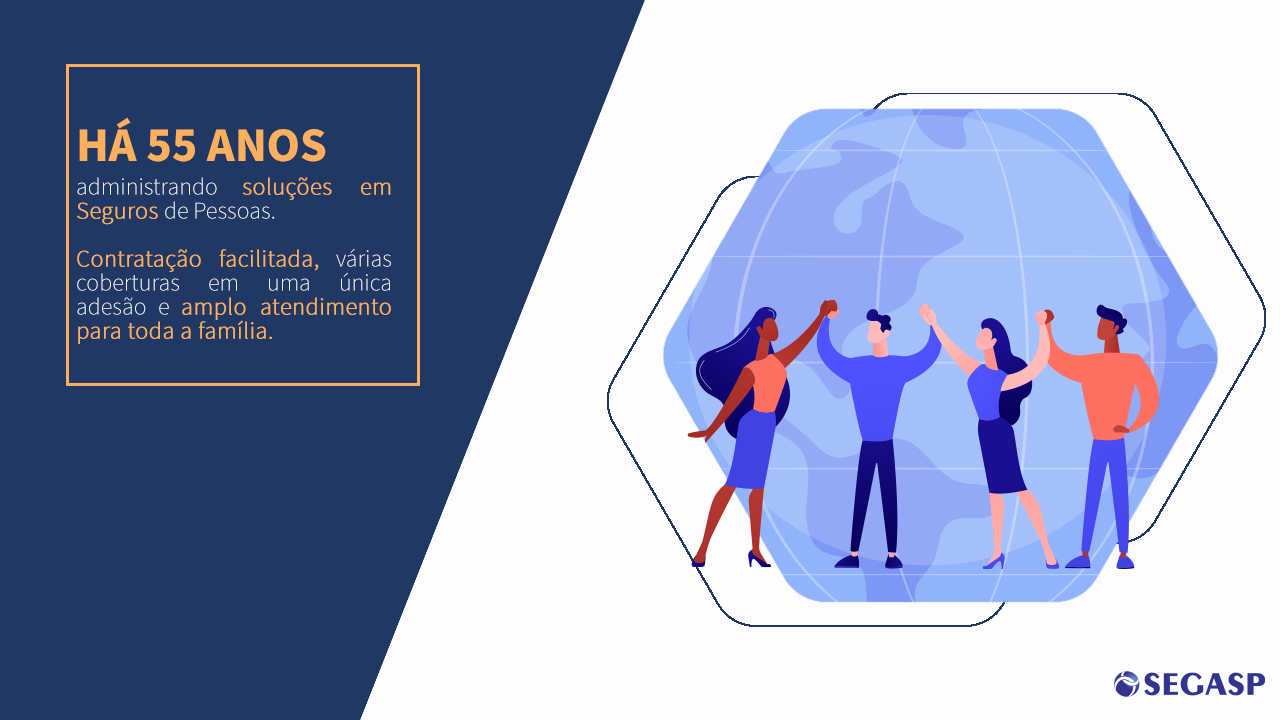 HÁ 55 ANOS
administrando soluções em
Seguros de Pessoas.
Contratação facilitada, várias
coberturas em uma única
adesão e amplo atendimento
para toda a família.
SEGASP